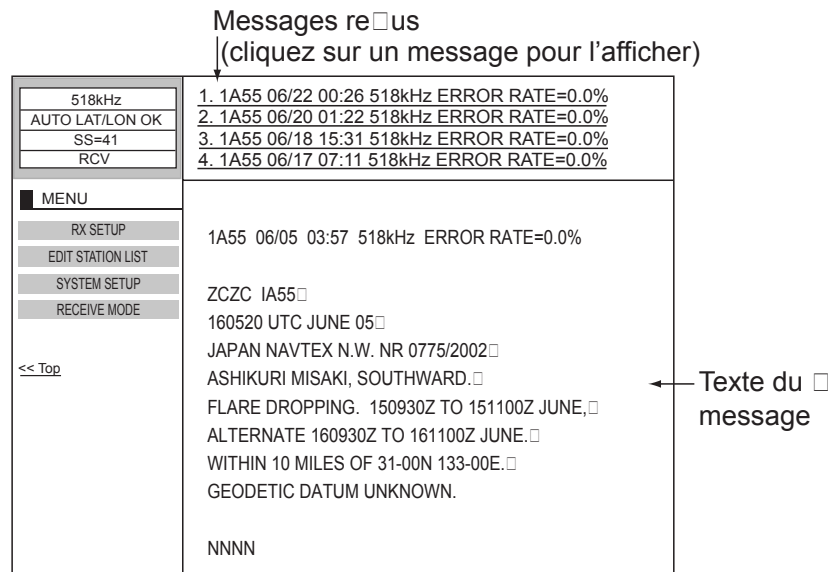 Messages re□us
(cliquez sur un message pour l'afficher)
518kHz
AUTO LAT/LON OK
SS=41
RCV
1. 1A55 06/22 00:26 518kHz ERROR RATE=0.0%
2. 1A55 06/20 01:22 518kHz ERROR RATE=0.0%
3. 1A55 06/18 15:31 518kHz ERROR RATE=0.0%
4. 1A55 06/17 07:11 518kHz ERROR RATE=0.0%
MENU
RX SETUP
EDIT STATION LIST
SYSTEM SETUP
RECEIVE MODE
<< Top
1A55 06/05 03:57 518kHz ERROR RATE=0.0%
ZCZC IA55□
160520 UTC JUNE 05□
JAPAN NAVTEX N.W. NR 0775/2002□
ASHIKURI MISAKI, SOUTHWARD.□
FLARE DROPPING. 150930Z TO 151100Z JUNE,□
ALTERNATE 160930Z TO 161100Z JUNE.□
WITHIN 10 MILES OF 31-00N 133-00E.□
GEODETIC DATUM UNKNOWN.
NNNN
Texte du □
message